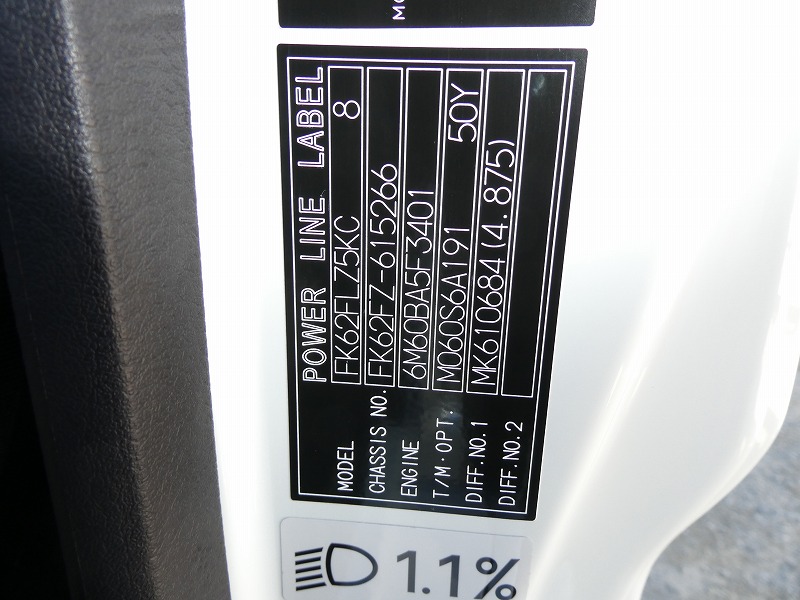 MO
POWER LINE LABEL
MODEL FK62FLZ5KC 8
CHASSIS NO. FK62FZ-615266
ENGINE 6M60BA5F3401
T/M·OPT. M060S6A191 50Y
DIFF.NO.1 MK610684(4.875)
DIFF.NO.2
1.1%